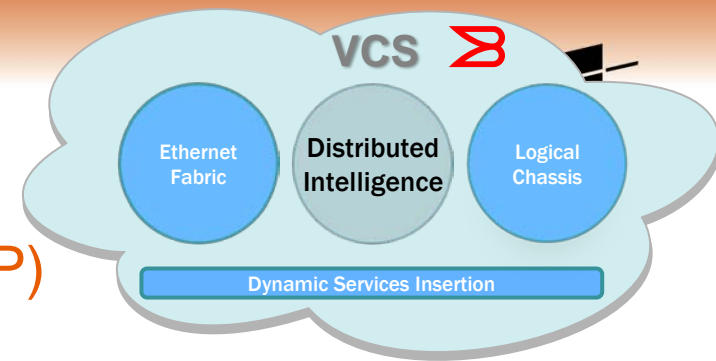 VCS
Ethernet
Fabric
Distributed
Intelligence
Logical
Chassis
P)
Dynamic Services Insertion